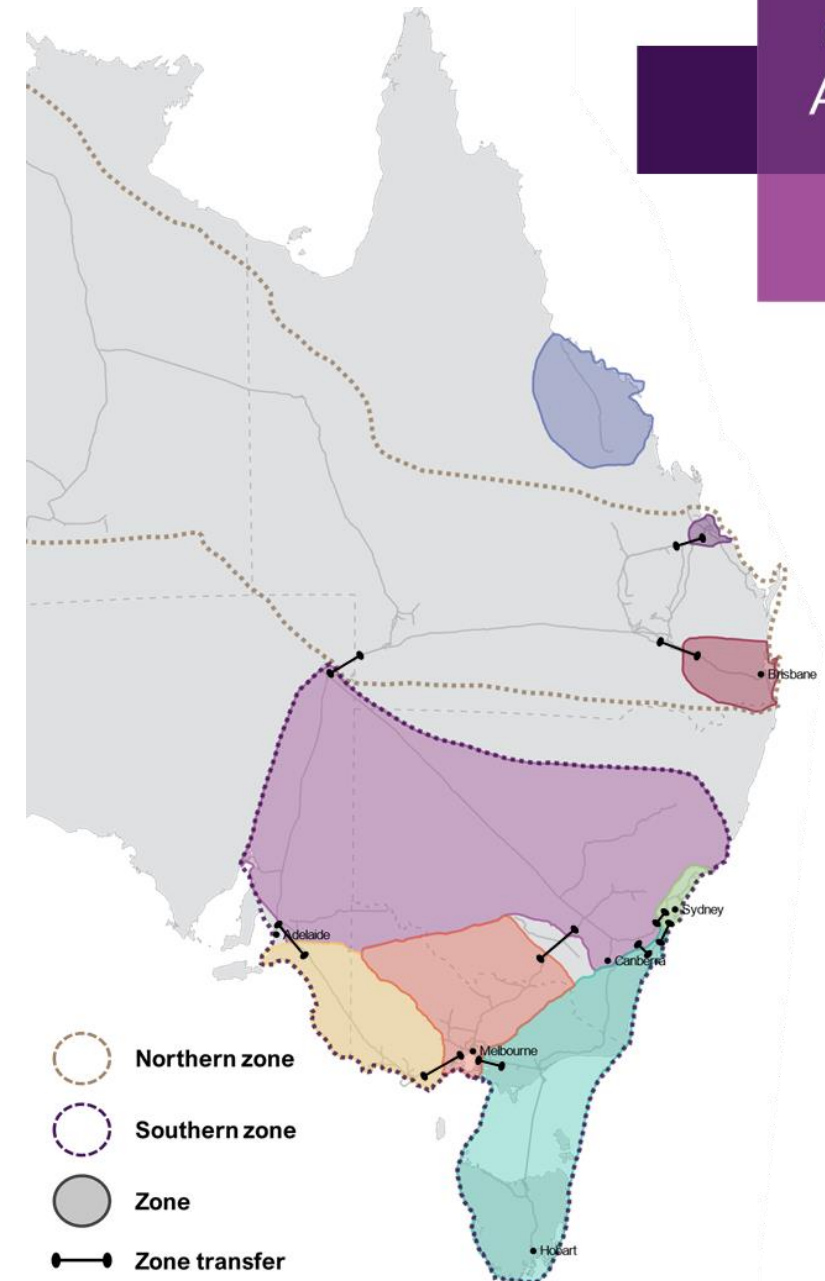 A
Brisbane
Sydney
Adelaide
Canberra
Melbourne
Northern zone
Southern zone
Zone
Zone transfer
Hobart